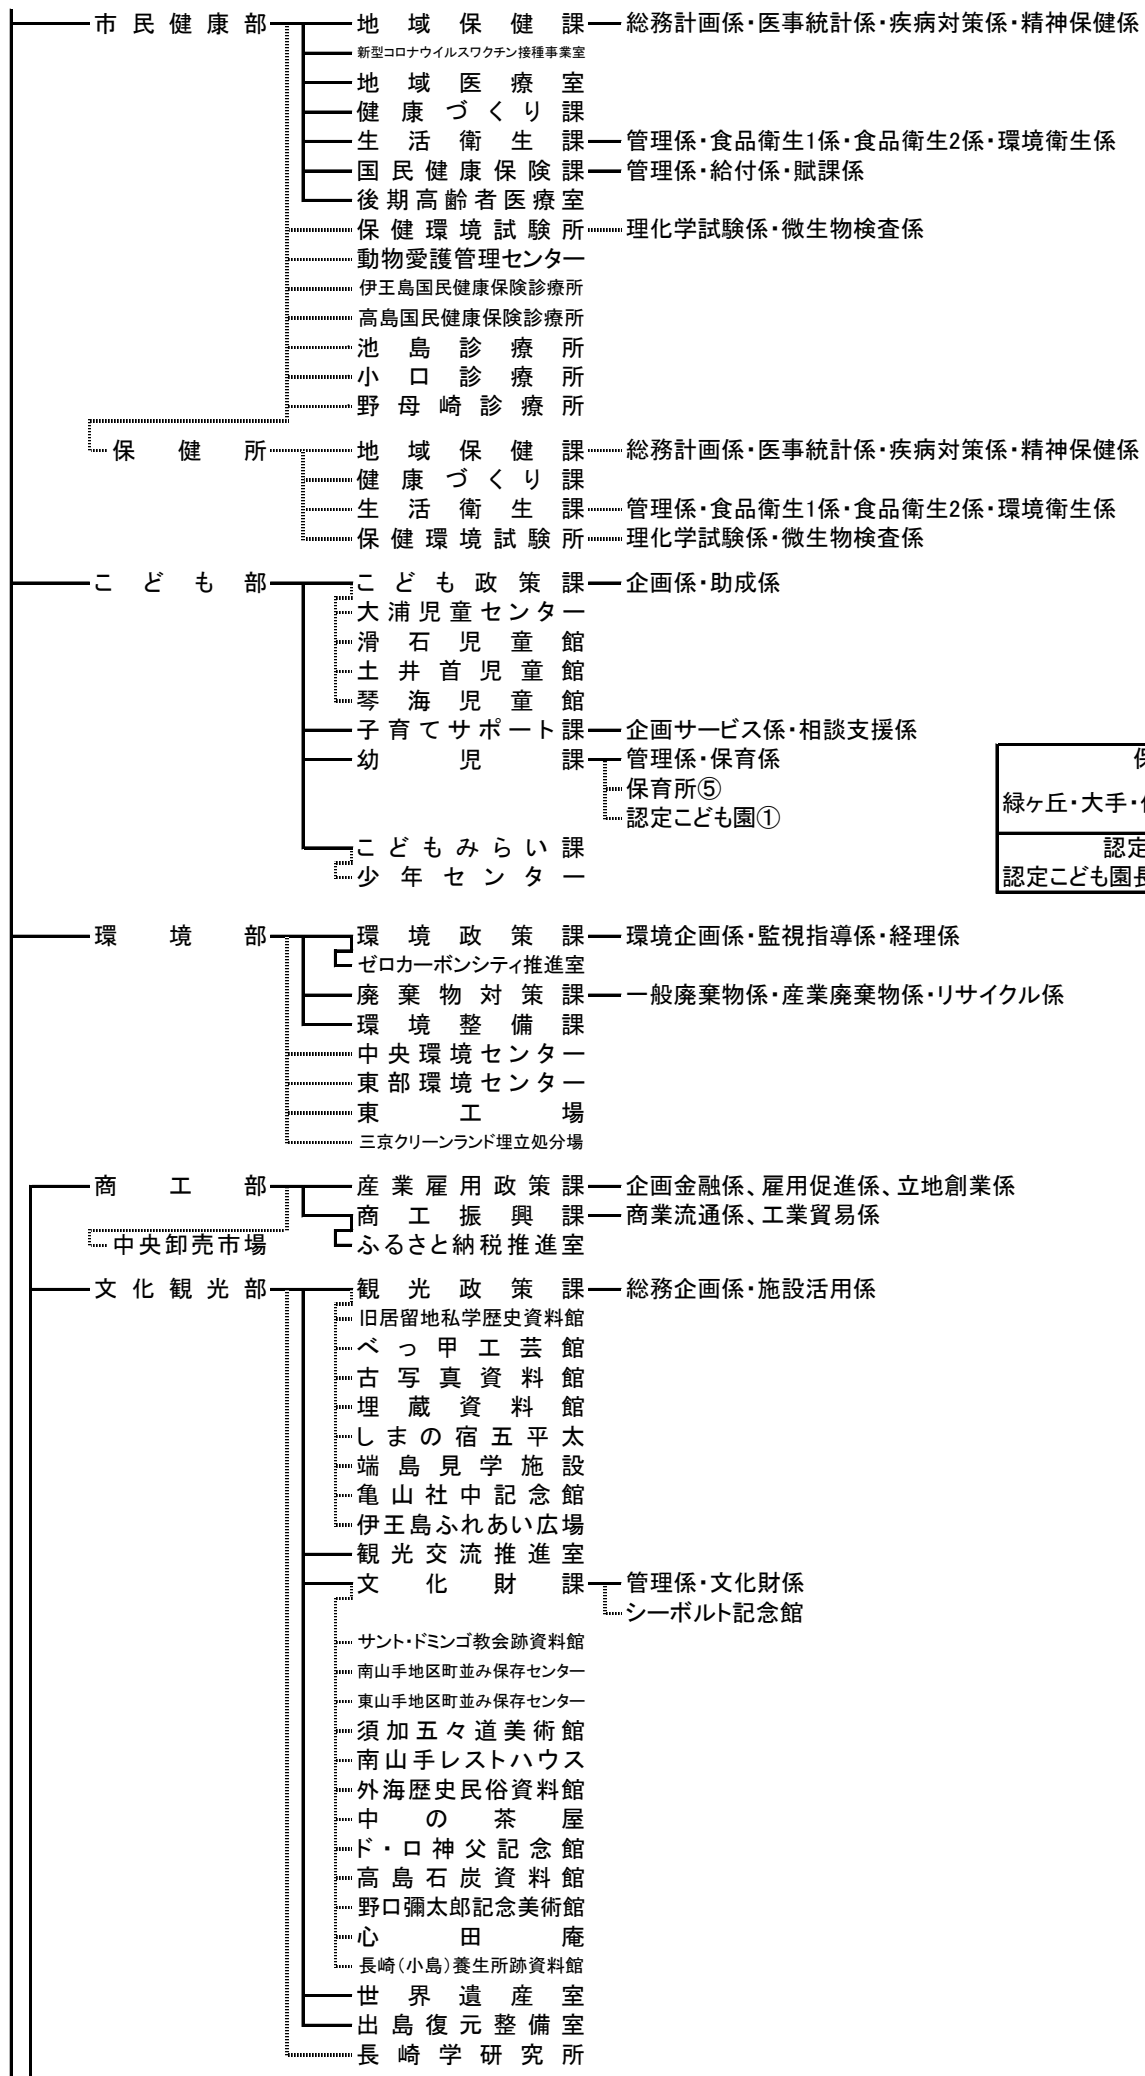 市民健康部 地域保健課 総務計画係・医事統計係・疾病対策係・精神保健係
新型コロナウイルスワクチン接種事業室
地域医療室
健康づくり課
生活衛生課 管理係・食品衛生1係・食品衛生2係・環境衛生係
国民健康保険課 管理係・給付係・賦課係
後期高齢者医療室
保健環境試験所 理化学試験係・微生物検査係
動物愛護管理センター
伊王島国民健康保険診療所
高島国民健康保険診療所
池島診療所
小口診療所
野母崎診療所
保健所 地域保健課 総務計画係・医事統計係・疾病対策係・精神保健係
健康づくり課
生活衛生課 管理係・食品衛生1係・食品衛生2係・環境衛生係
保健環境試験所 理化学試験係・微生物検査係
こども部 こども政策課 企画係・助成係
大浦児童センター
滑石児童館
土井首児童館
琴海児童館
子育てサポート課 企画サービス係・相談支援係
幼児課 管理係・保育係
保育所⑤
緑ヶ丘・大手・
認定こども園①
こどもみらい課 認定
少年センター 認定こども園長
環境部 環境政策課 環境企画係・監視指導係・経理係
ゼロカーボンシティ推進室
廃棄物対策課 一般廃棄物係・産業廃棄物係・リサイクル係
環境整備課
中央環境センター
東部環境センター
東工場
三京クリーンランド埋立処分場
商工部 産業雇用政策課 企画金融係、雇用促進係、立地創業係
商工振興課 商業流通係、工業貿易係
中央卸売市場 ふるさと納税推進室
文化観光部 観光政策課 総務企画係・施設活用係
旧居留地私学歴史資料館
べっ甲工芸館
古写真資料館
埋蔵資料館
しまの宿五平太
端島見学施設
亀山社中記念館
伊王島ふれあい広場
観光交流推進室
文化財課 管理係・文化財係
シーボルト記念館
サント・ドミンゴ教会跡資料館
南山手地区町並み保存センター
東山手地区町並み保存センター
須加五々道美術館
南山手レストハウス
外海歴史民俗資料館
中の茶屋
ド・ロ神父記念館
高島石炭資料館
野口彌太郎記念美術館
心田庵
長崎(小島)養生所跡資料館
世界遺産室
出島復元整備室
長崎学研究所